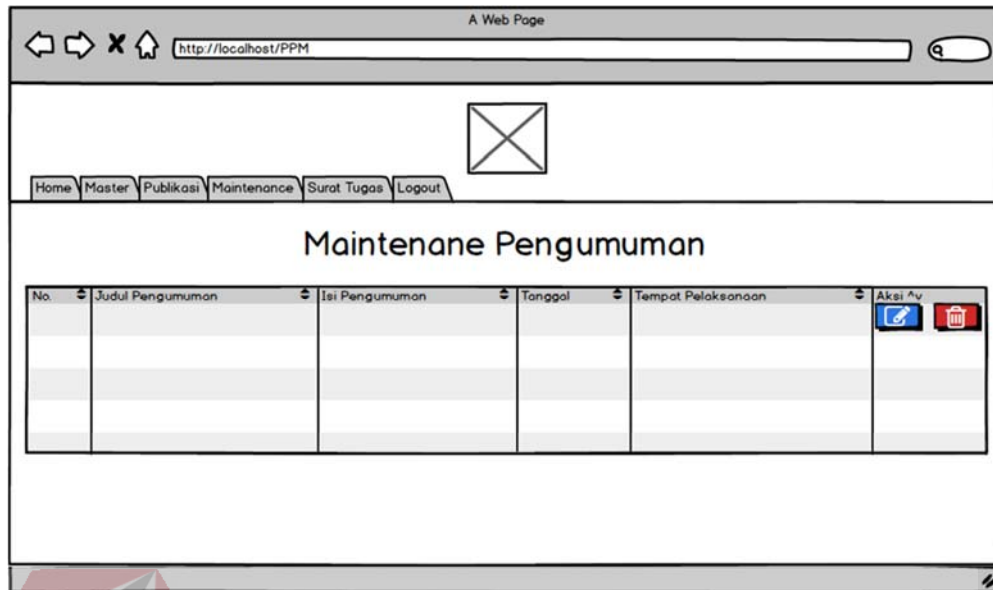 A Web Page
http://localhost/PPM
Home Master Publikasi Maintenance Surat Tugas Logout
Maintenane Pengumuman
No. Judul Pengumuman Isi Pengumuman Tanggal Tempat Pelaksanaan Aksi ^v